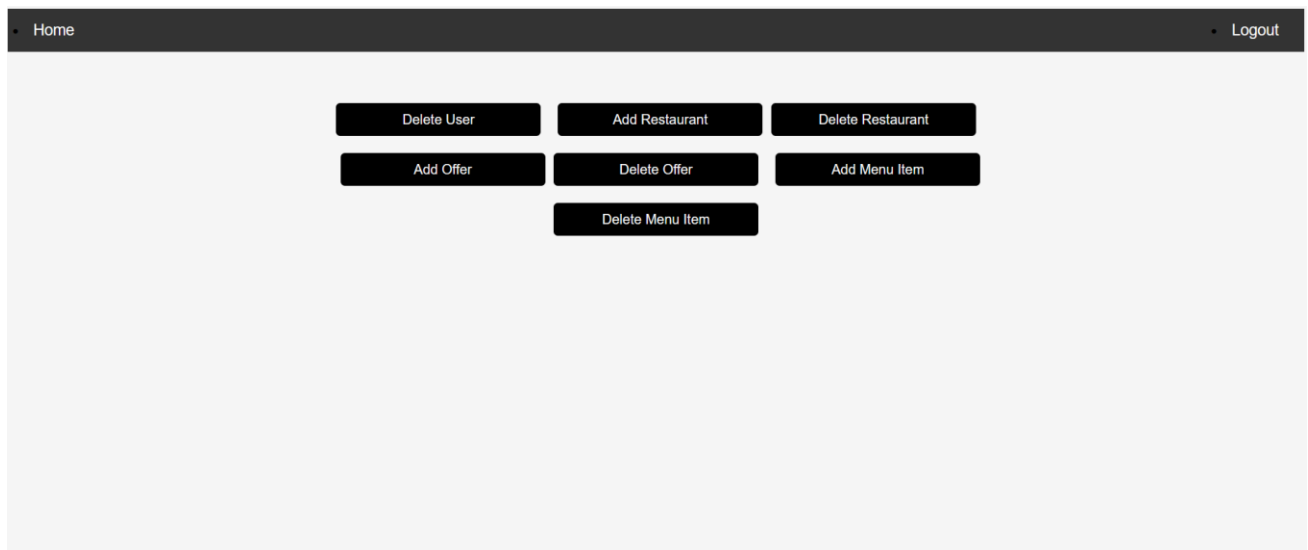 Home Logout
Delete User Add Restaurant Delete Restaurant
Add Offer Delete Offer Add Menu Item
Delete Menu Item